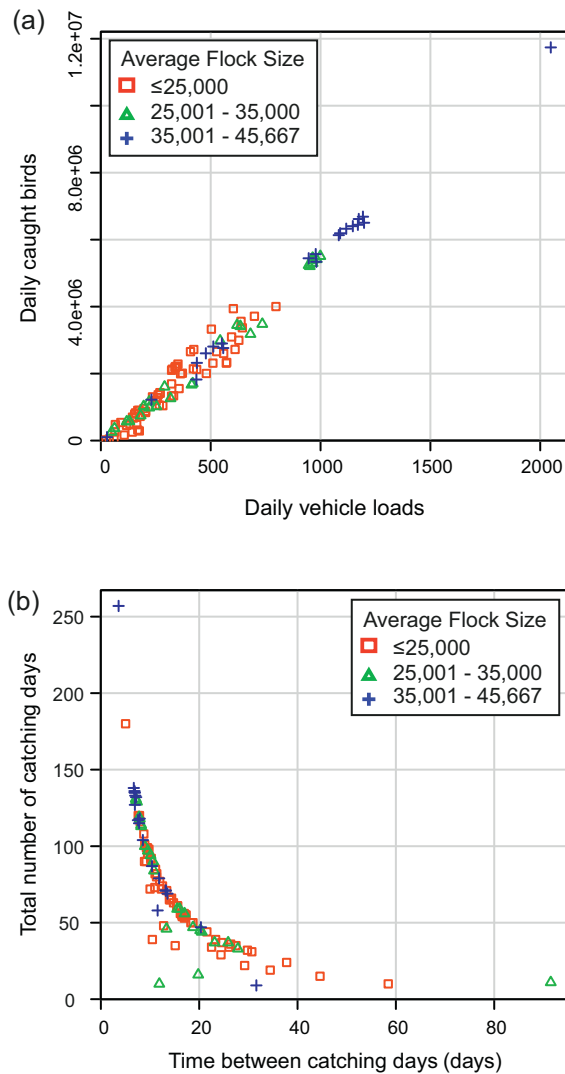 (a)
Average Flock Size
≤25,000
25,001 - 35,000
35,001 - 45,667
Daily caught birds
1.2e+07
8.0e+06
4.0e+06
0
0 500 1000 1500 2000
Daily vehicle loads
(b)
Average Flock Size
≤25,000
25,001 - 35,000
35,001 - 45,667
Total number of catching days
250
200
150
100
50
0
0 20 40 60 80
Time between catching days (days)